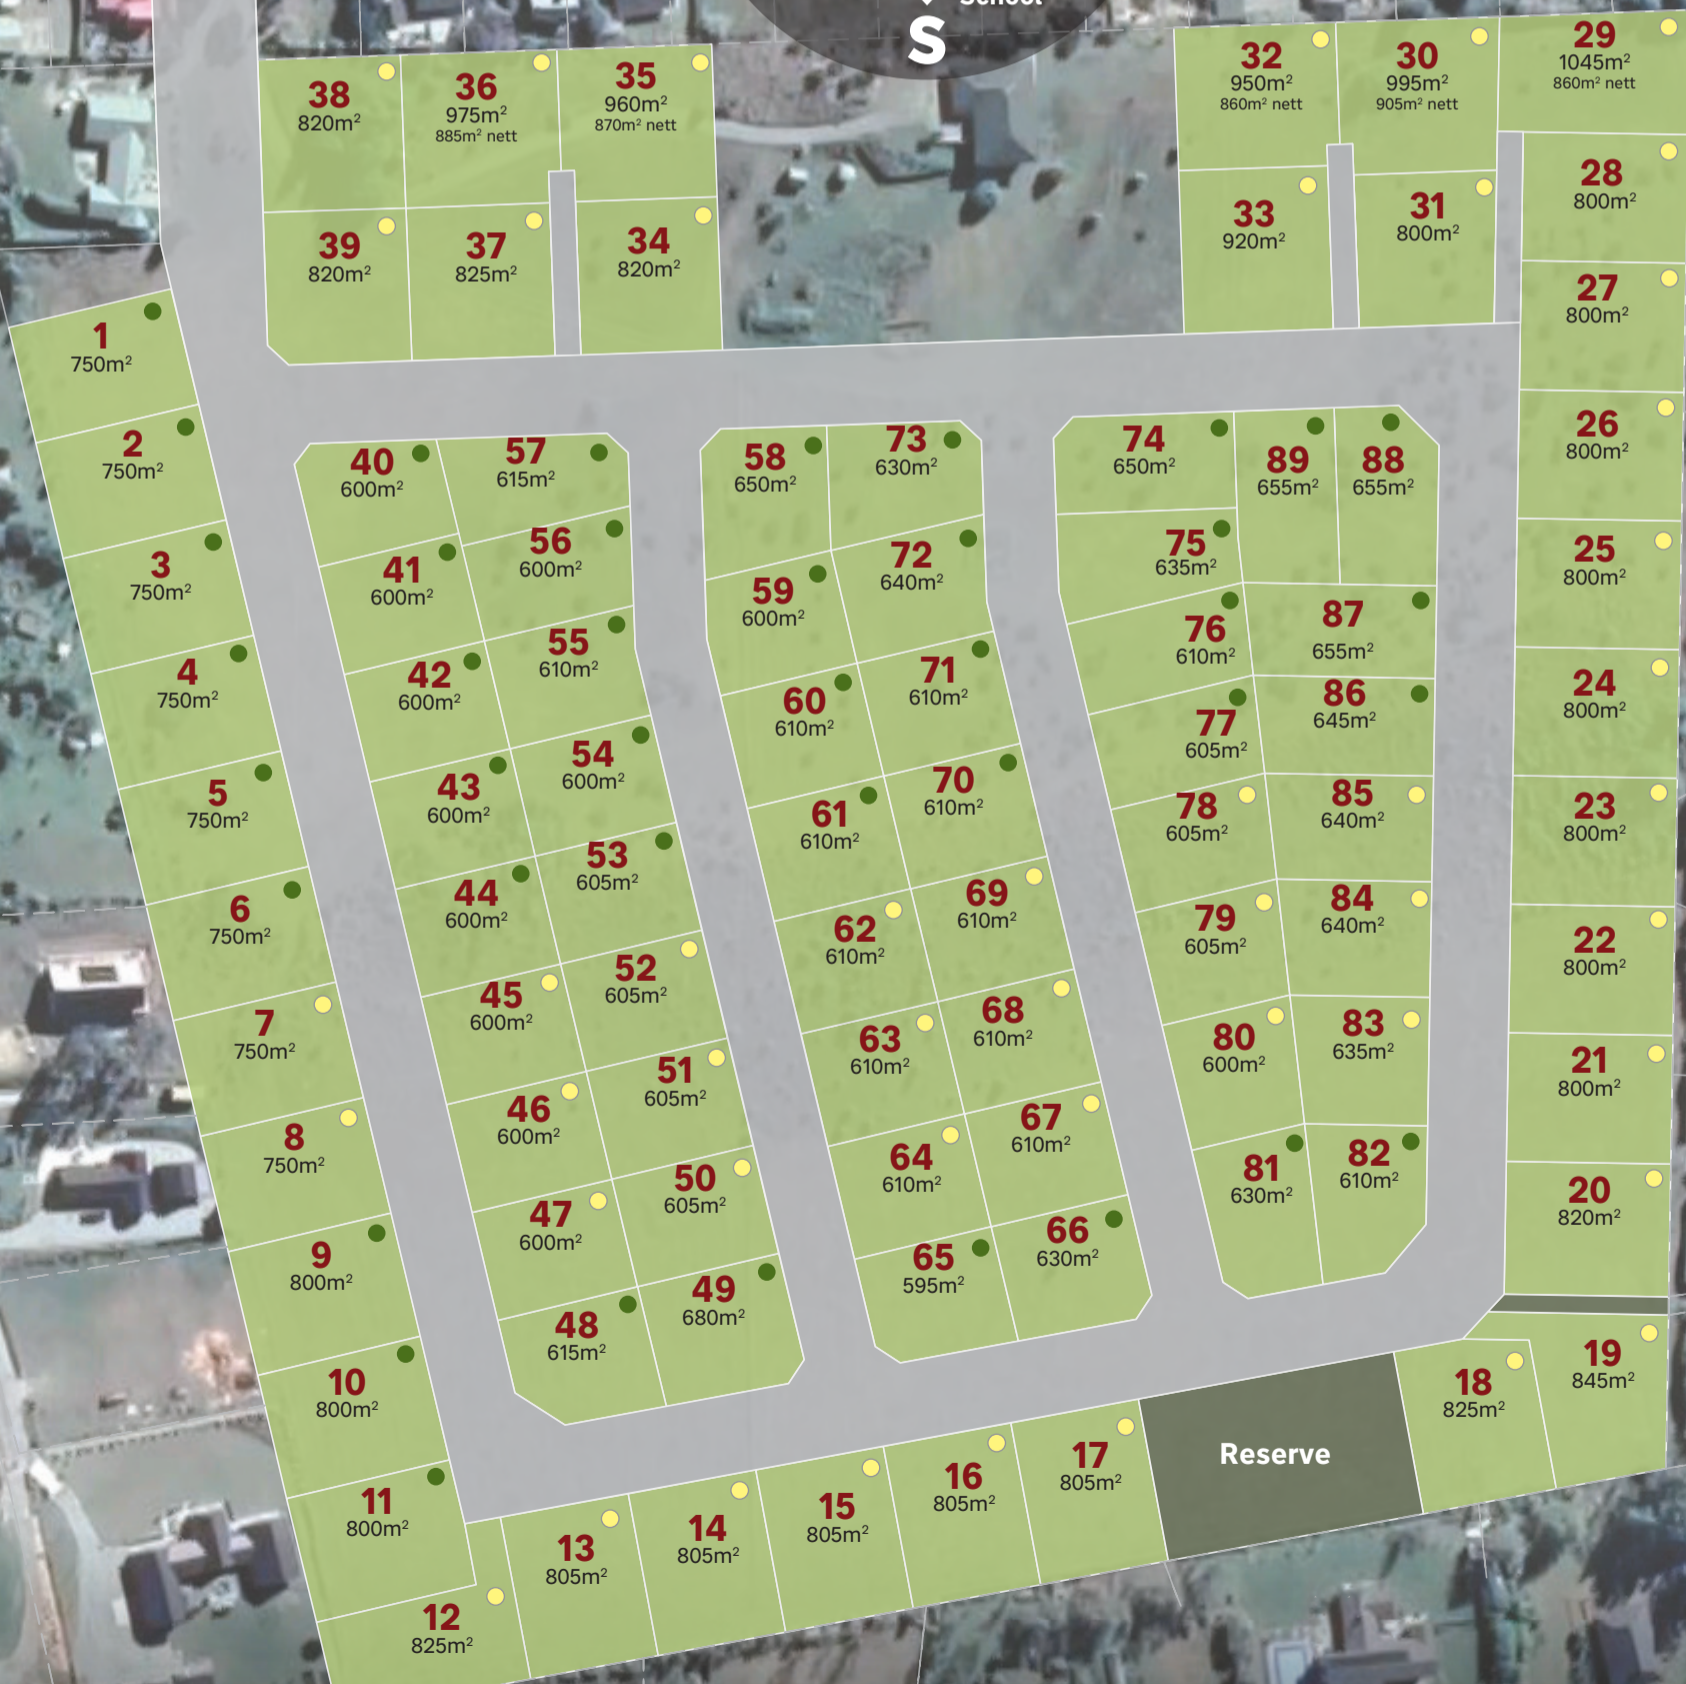 School
S
38
820m²
36
975m²
885m² nett
35
960m²
870m² nett
32
950m²
860m² nett
30
995m²
905m² nett
29
1045m²
860m² nett
39
820m²
37
825m²
34
820m²
33
920m²
31
800m²
28
800m²
27
800m²
26
800m²
25
800m²
24
800m²
23
800m²
22
800m²
21
800m²
20
820m²
19
845m²
18
825m²
1
750m²
2
750m²
3
750m²
4
750m²
5
750m²
6
750m²
7
750m²
8
750m²
9
800m²
10
800m²
11
800m²
12
825m²
13
805m²
14
805m²
15
805m²
16
805m²
17
805m²
Reserve
40
600m²
57
615m²
41
600m²
56
600m²
42
600m²
55
610m²
43
600m²
54
600m²
44
600m²
53
605m²
45
600m²
52
605m²
46
600m²
51
605m²
47
600m²
50
605m²
48
615m²
49
680m²
58
650m²
73
630m²
59
600m²
72
640m²
60
610m²
71
610m²
61
610m²
70
610m²
62
610m²
69
610m²
63
610m²
68
610m²
64
610m²
67
610m²
65
595m²
66
630m²
74
650m²
89
655m²
88
655m²
75
635m²
76
610m²
87
655m²
77
605m²
86
645m²
78
605m²
85
640m²
79
605m²
84
640m²
80
600m²
83
635m²
81
630m²
82
610m²